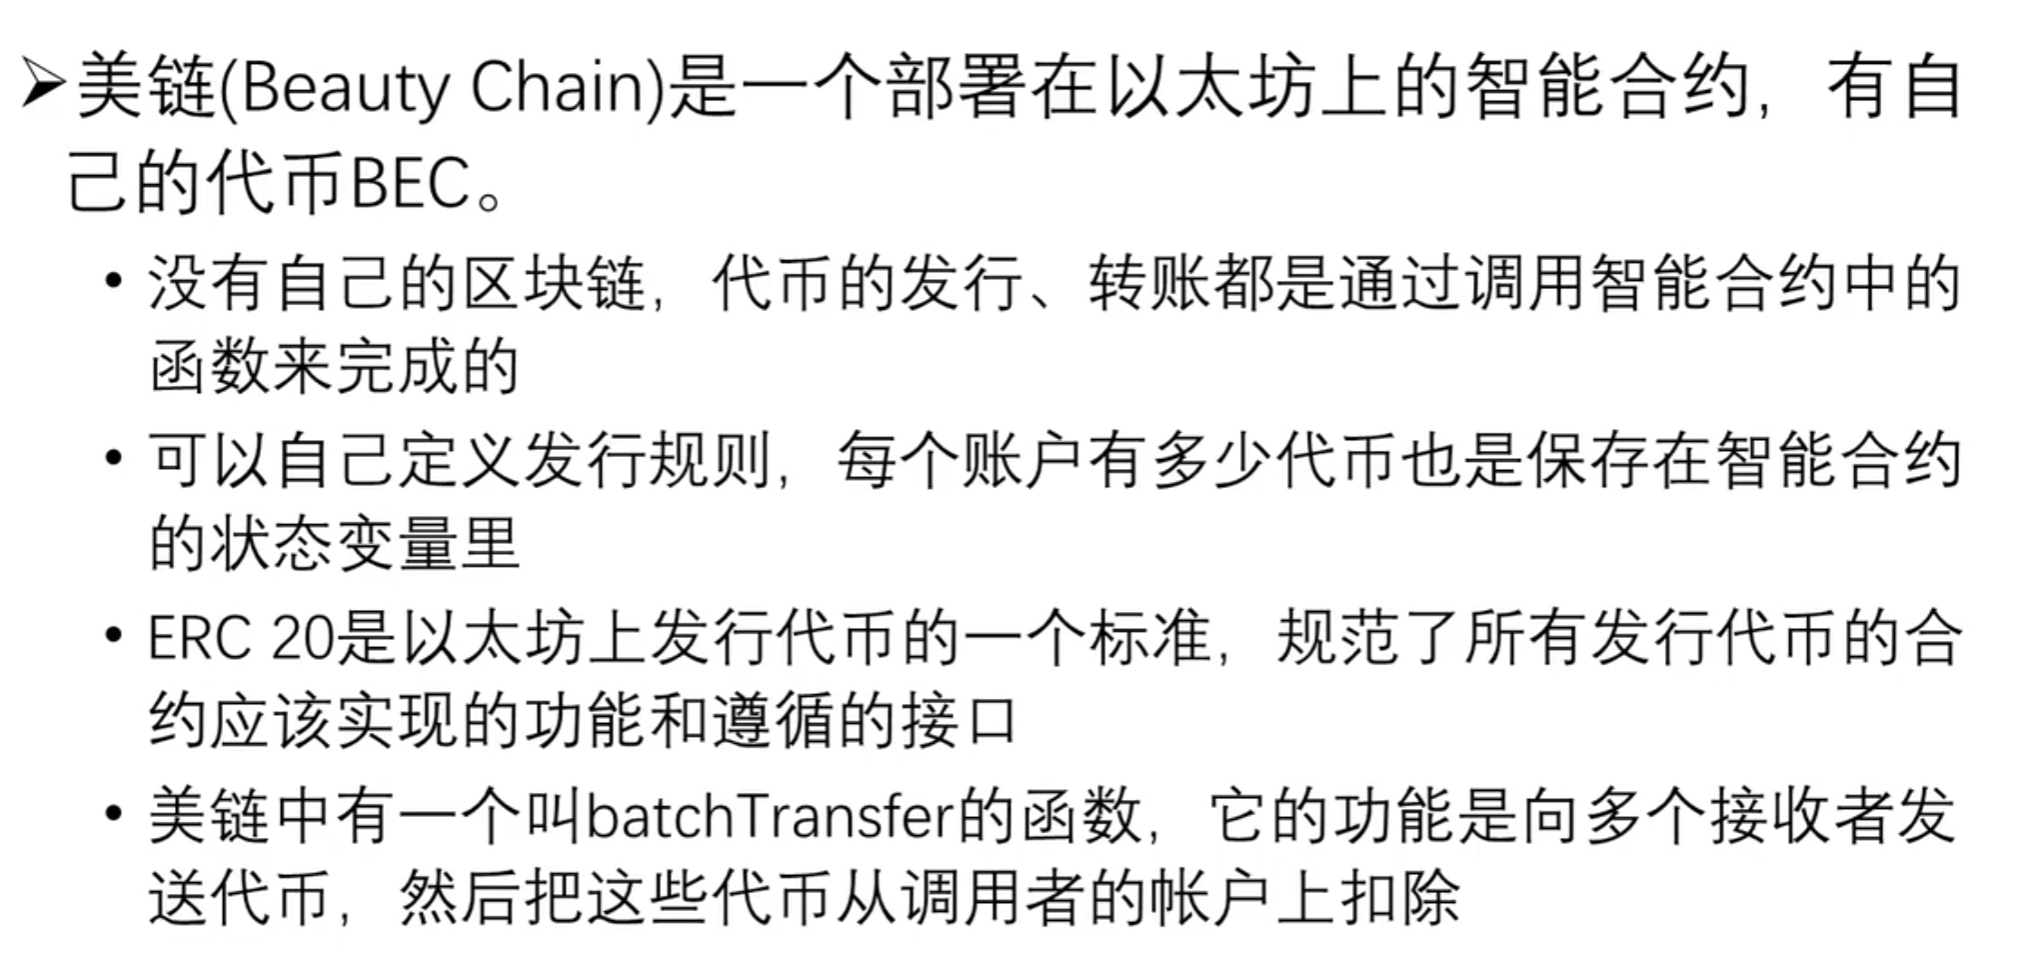 ➢美链(Beauty Chain)是一个部署在以太坊上的智能合约，有自
己的代币BEC。
• 没有自己的区块链，代币的发行、转账都是通过调用智能合约中的
函数来完成的
• 可以自己定义发行规则，每个账户有多少代币也是保存在智能合约
的状态变量里
• ERC 20是以太坊上发行代币的一个标准，规范了所有发行代币的合
约应该实现的功能和遵循的接口
• 美链中有一个叫batchTransfer的函数，它的功能是向多个接收者发
送代币，然后把这些代币从调用者的帐户上扣除